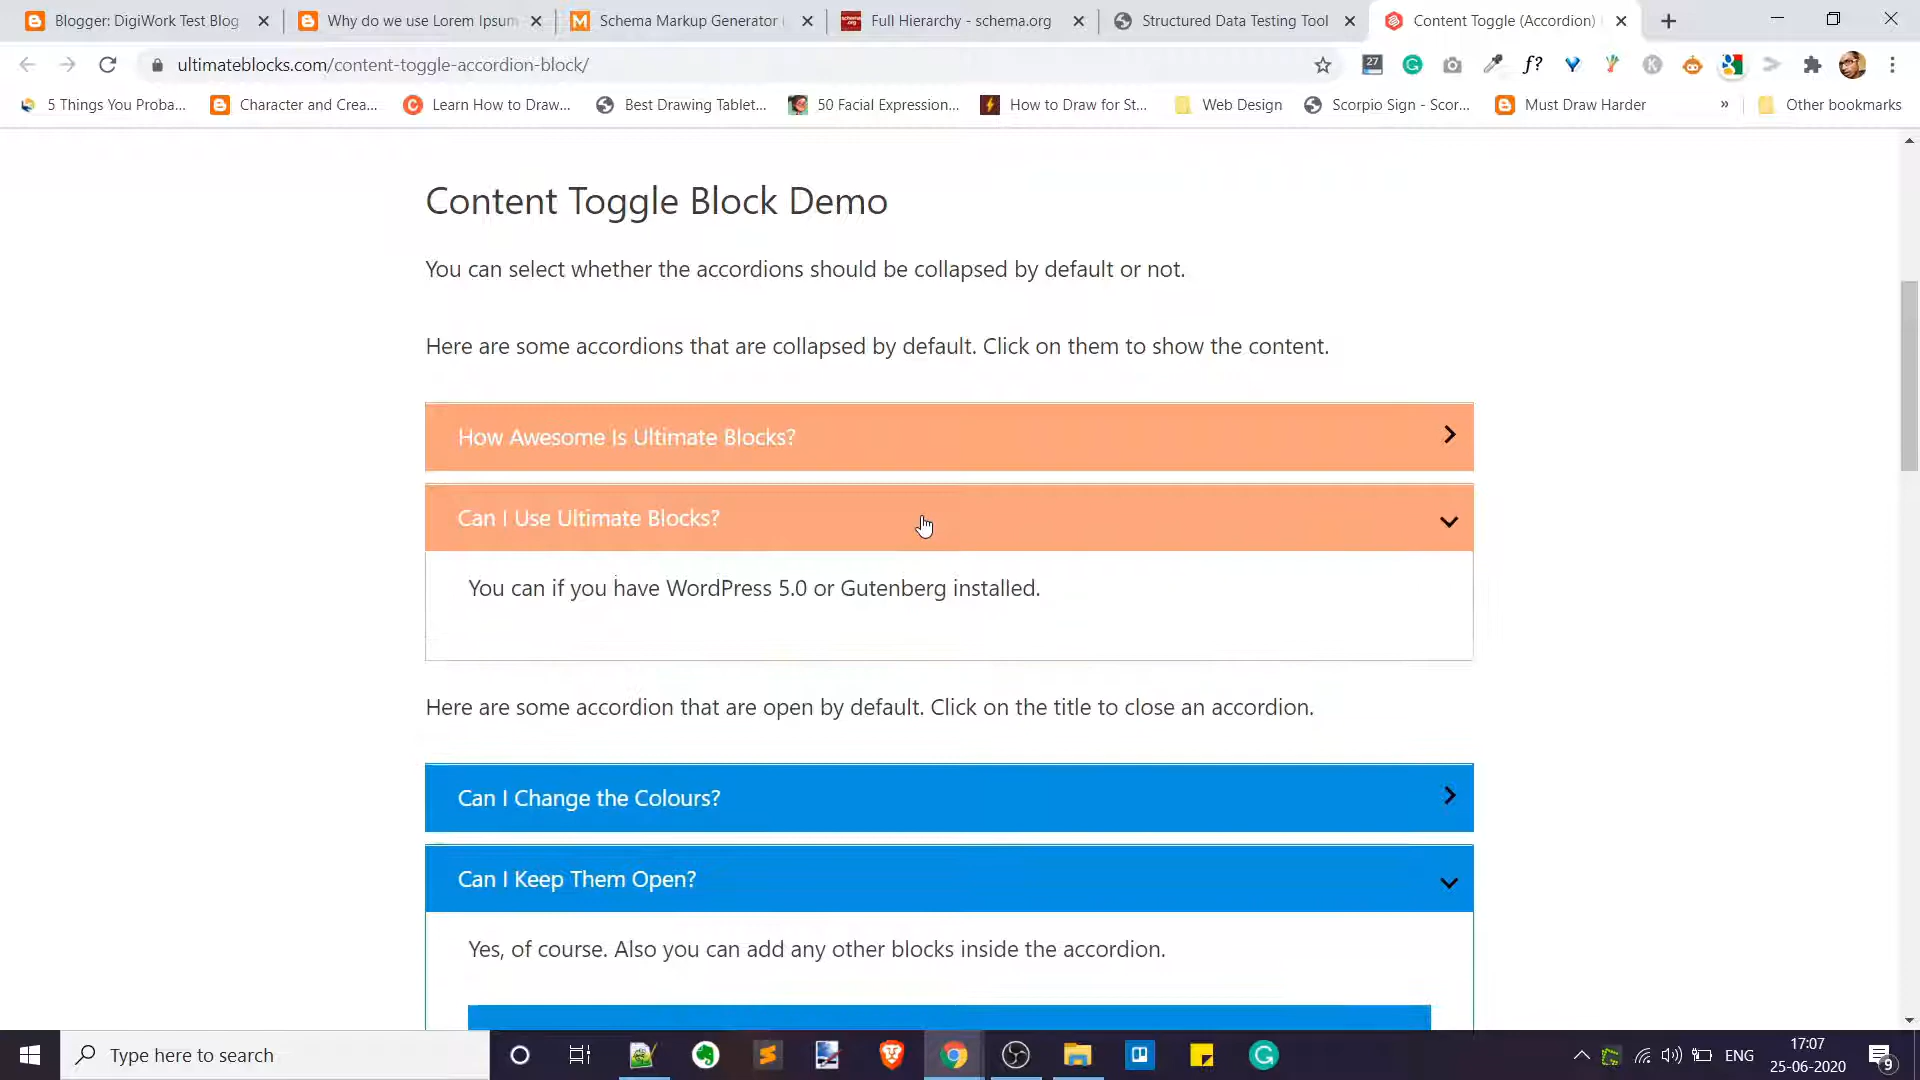 Blogger: DigiWork Test Blog
Why do we use Lorem Ipsum
Schema Markup Generator
Full Hierarchy - schema.org
Structured Data Testing Tool
Content Toggle (Accordion)
ultimateblocks.com/content-toggle-accordion-block/
27
f?
5 Things You Proba...
Character and Crea...
Learn How to Draw...
Best Drawing Tablet...
50 Facial Expression...
How to Draw for St...
Web Design
Scorpio Sign - Scor...
Must Draw Harder
»
Other bookmarks
Content Toggle Block Demo
You can select whether the accordions should be collapsed by default or not.
Here are some accordions that are collapsed by default. Click on them to show the content.
How Awesome Is Ultimate Blocks?
Can I Use Ultimate Blocks?
You can if you have WordPress 5.0 or Gutenberg installed.
Here are some accordion that are open by default. Click on the title to close an accordion.
Can I Change the Colours?
Can I Keep Them Open?
Yes, of course. Also you can add any other blocks inside the accordion.
Type here to search
ENG
17:07
25-06-2020
9